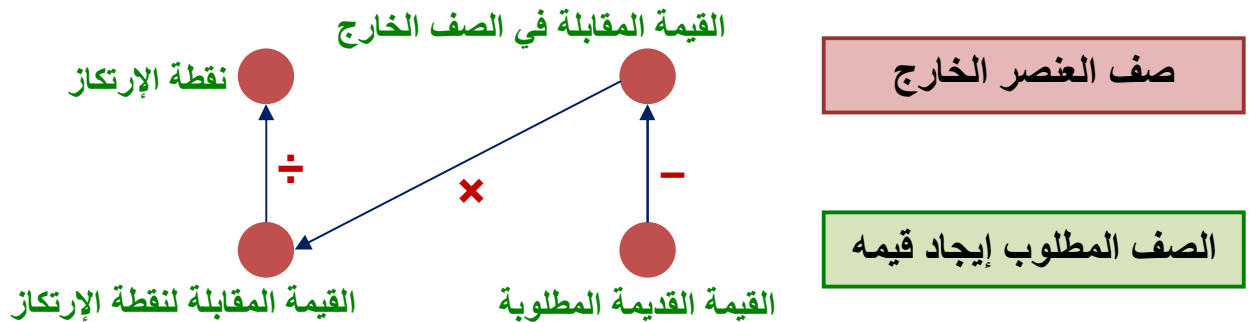 القيمة المقابلة في الصف الخارج
صف العنصر الخارج
نقطة الإرتكاز
÷
×
–
الصف المطلوب إيجاد قيمه
القيمة القديمة المطلوبة
القيمة المقابلة لنقطة الإرتكاز